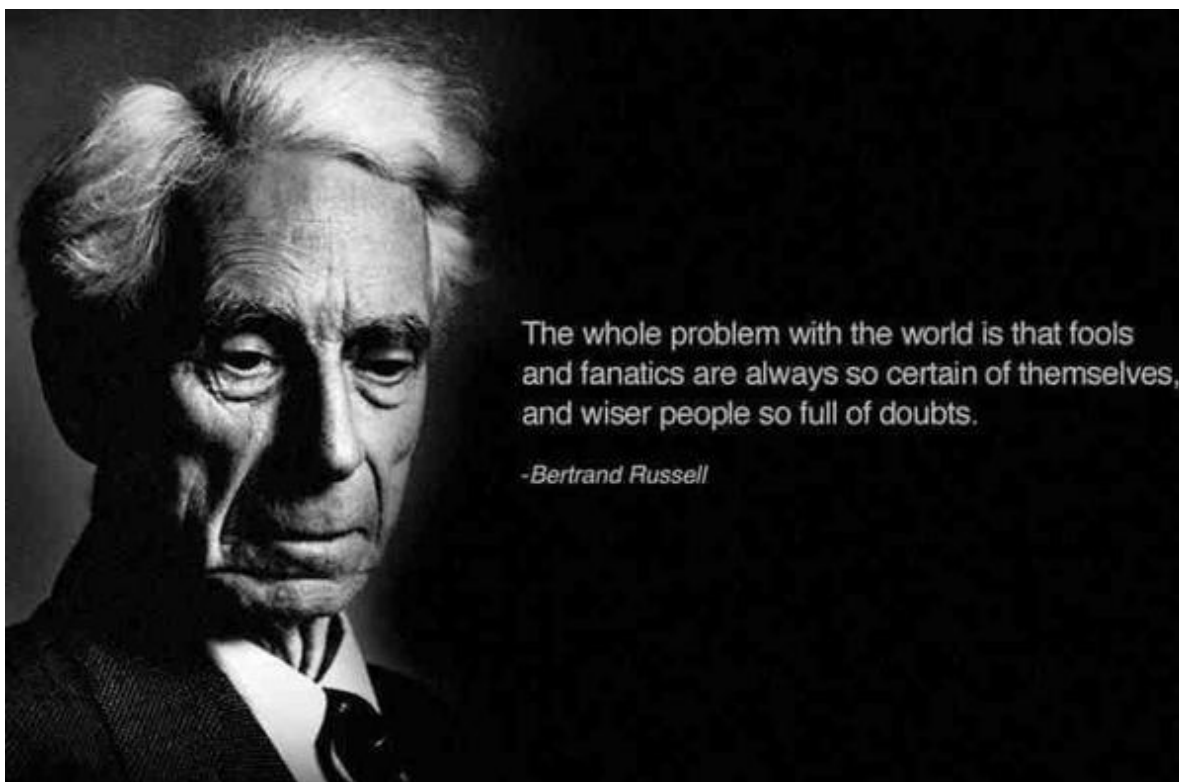 The whole problem with the world is that fools
and fanatics are always so certain of themselves,
and wiser people so full of doubts.
-Bertrand Russell